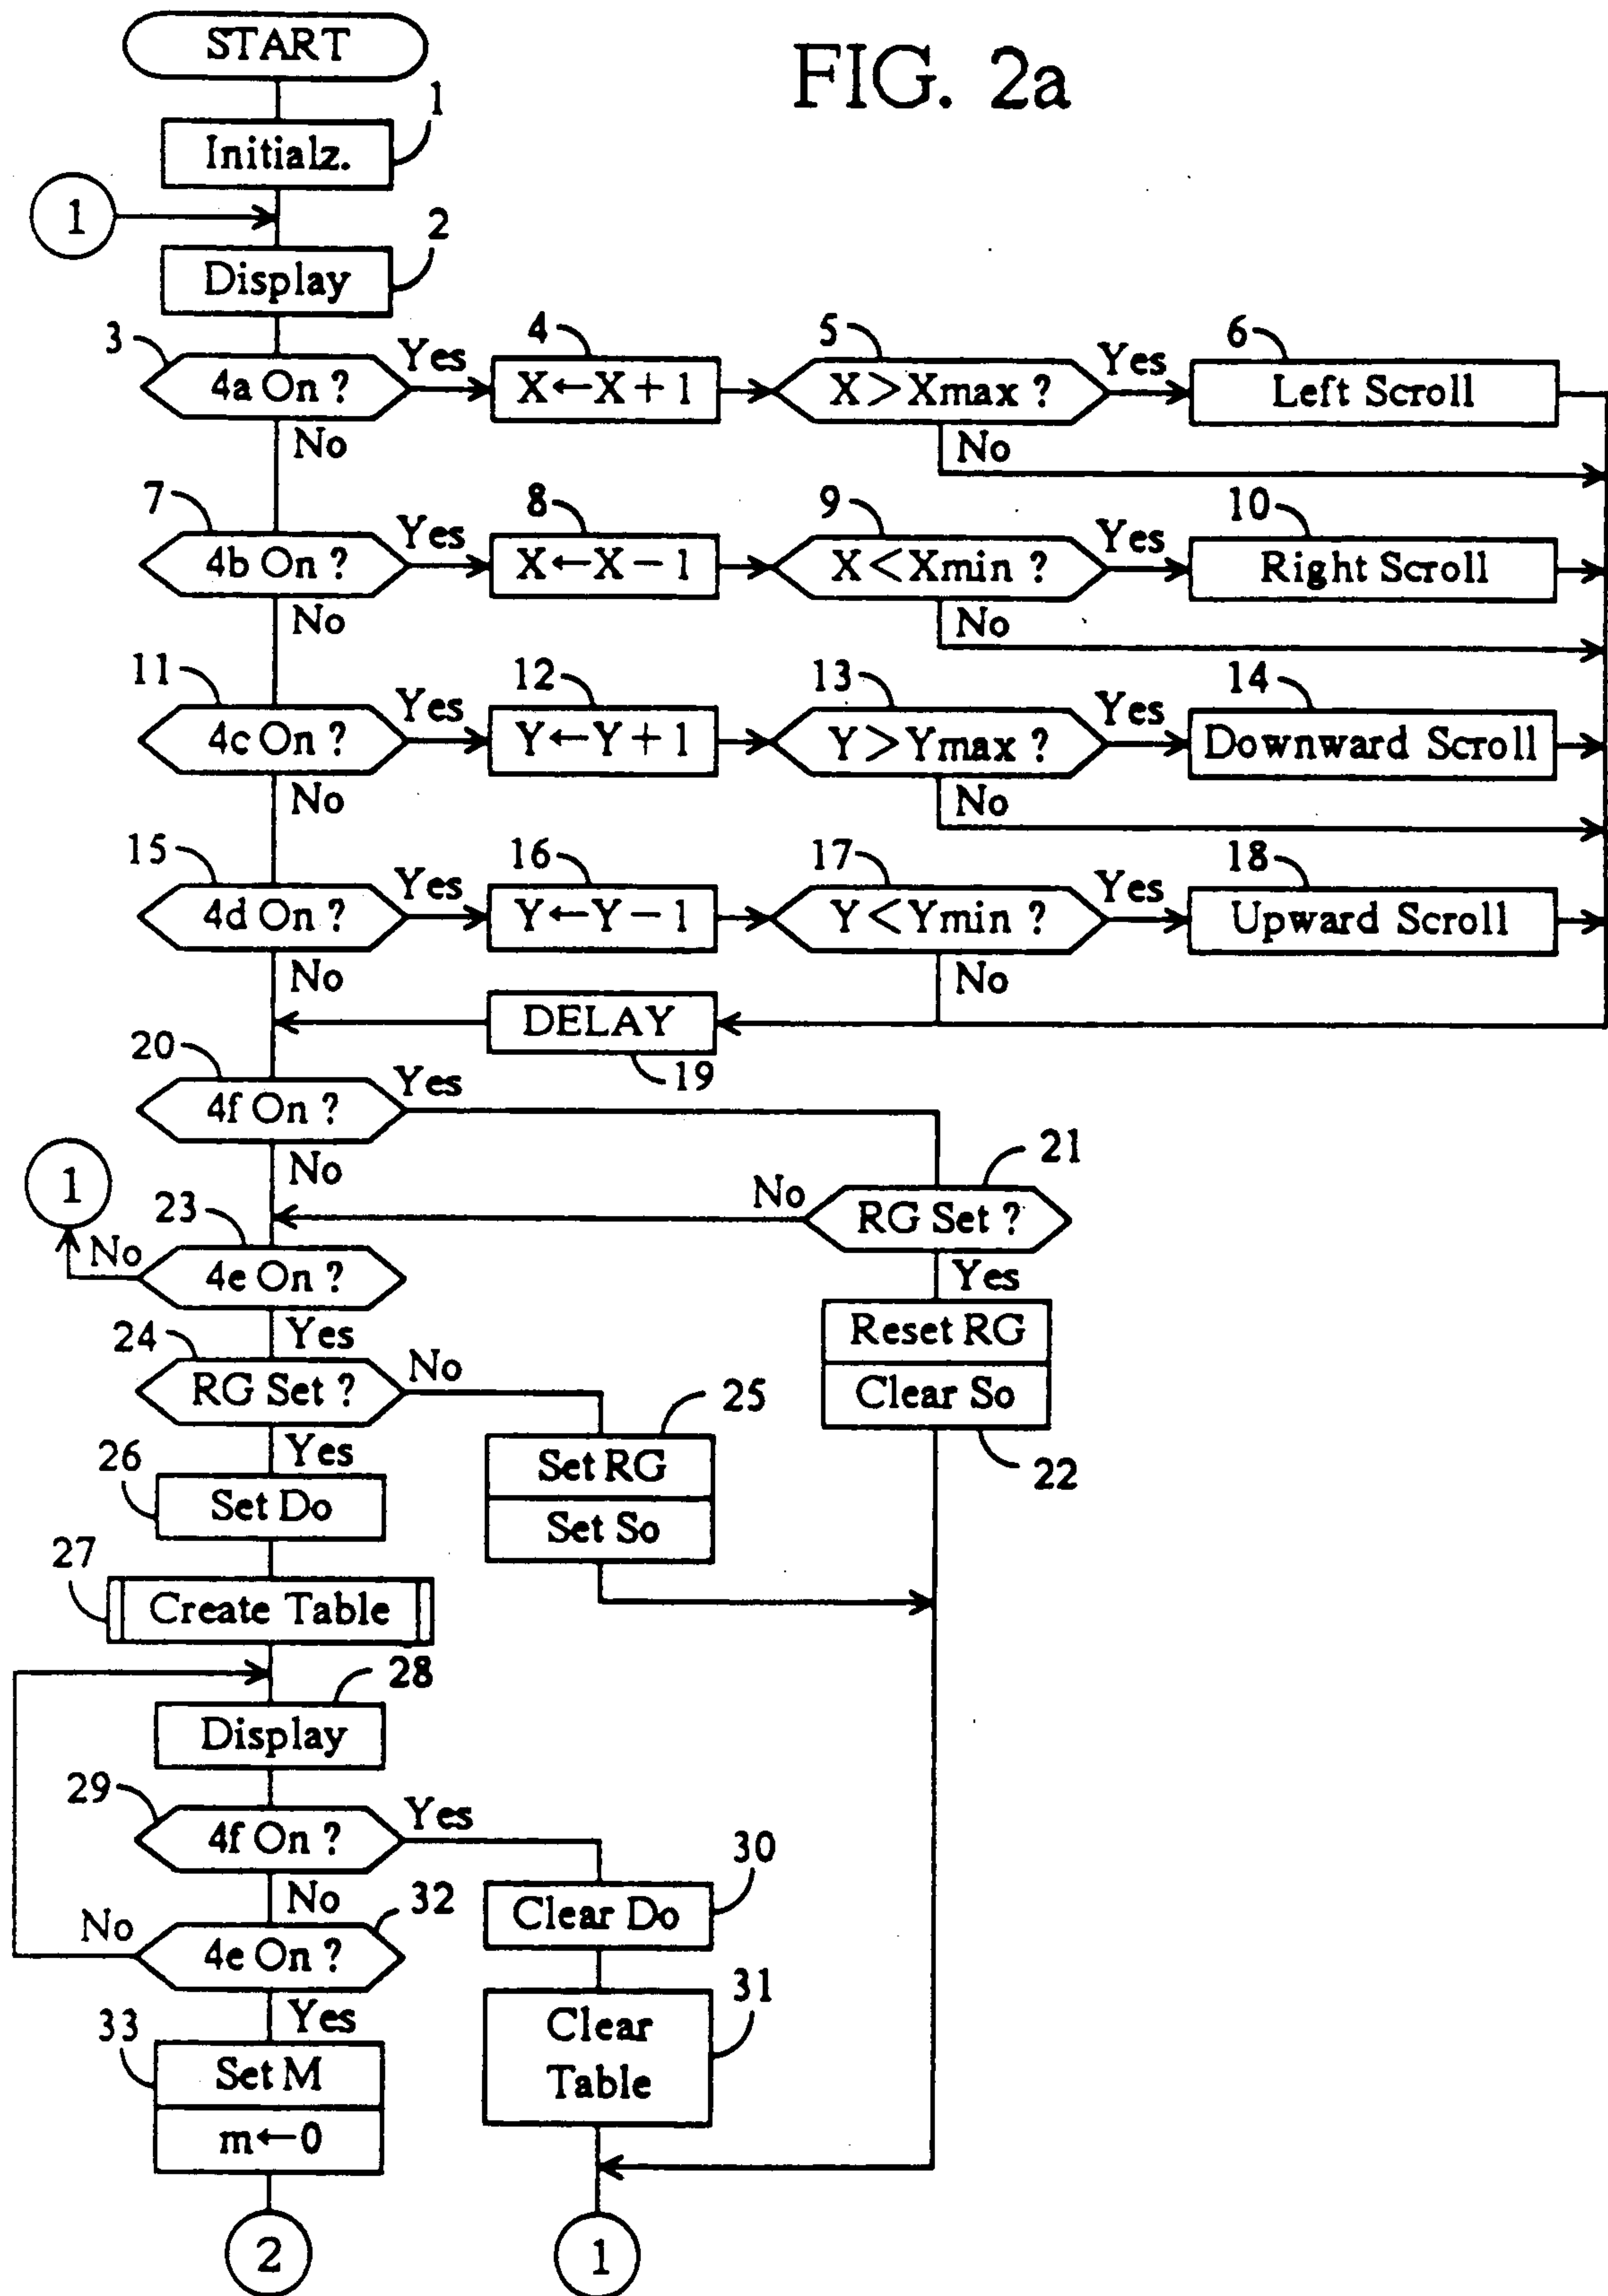 FIG. 2a
START
1
Initialz.
1
2
Display
3
4a On ?
Yes
4
X←X+1
5
X>Xmax ?
Yes
6
Left Scroll
No
No
7
4b On ?
Yes
8
X←X−1
9
X<Xmin ?
Yes
10
Right Scroll
No
No
11
4c On ?
Yes
12
Y←Y+1
13
Y>Ymax ?
Yes
14
Downward Scroll
No
No
15
4d On ?
Yes
16
Y←Y−1
17
Y<Ymin ?
Yes
18
Upward Scroll
No
No
DELAY
19
20
4f On ?
Yes
No
21
RG Set ?
No
Yes
1
23
4e On ?
No
Yes
Reset RG
Clear So
22
24
RG Set ?
No
Yes
25
Set RG
Set So
26
Set Do
27
Create Table
28
Display
29
4f On ?
Yes
No
30
Clear Do
32
4e On ?
No
Yes
31
Clear
Table
33
Set M
m←0
2
1